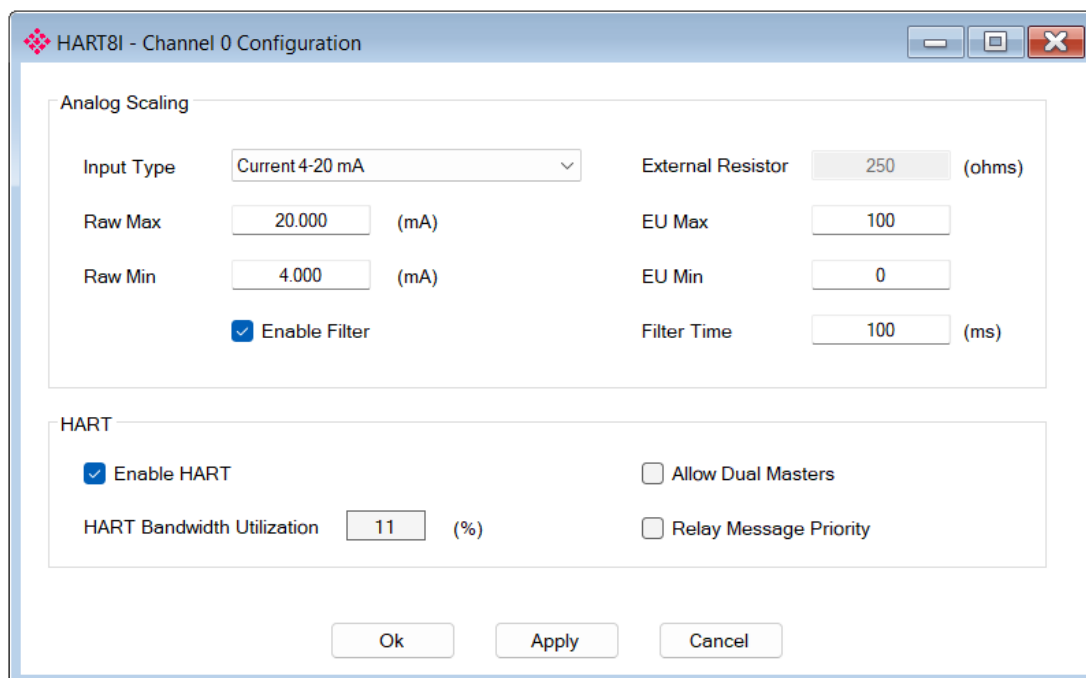 HART8I - Channel 0 Configuration
Analog Scaling
Input Type Current 4-20 mA External Resistor 250 (ohms)
Raw Max 20.000 (mA) EU Max 100
Raw Min 4.000 (mA) EU Min 0
Enable Filter Filter Time 100 (ms)
HART
Enable HART Allow Dual Masters
HART Bandwidth Utilization 11 (%) Relay Message Priority
Ok Apply Cancel